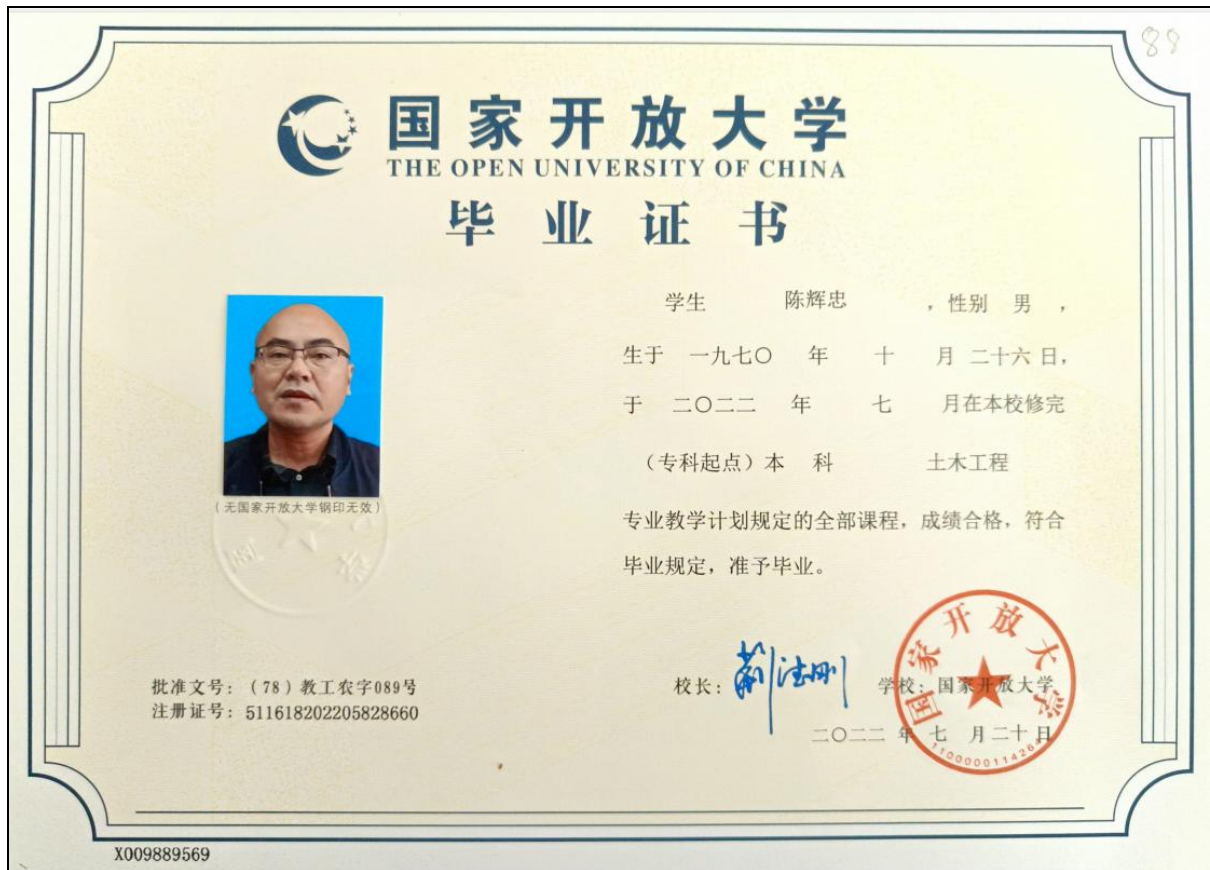 88
国家开放大学
THE OPEN UNIVERSITY OF CHINA
毕业证书
学生 陈辉忠 ，性别 男 ，
生于 一九七〇 年 十 月 二十六 日，
于 二〇二二 年 七 月在本校修完
（专科起点）本 科 土木工程
专业教学计划规定的全部课程，成绩合格，符合
毕业规定，准予毕业。
（无国家开放大学钢印无效）
校长：荆德刚 学校：国家开放大学
二〇二二 年 七 月二十日
国家开放大学
批准文号：（78）教工农字089号
注册证号：511618202205828660
X009889569